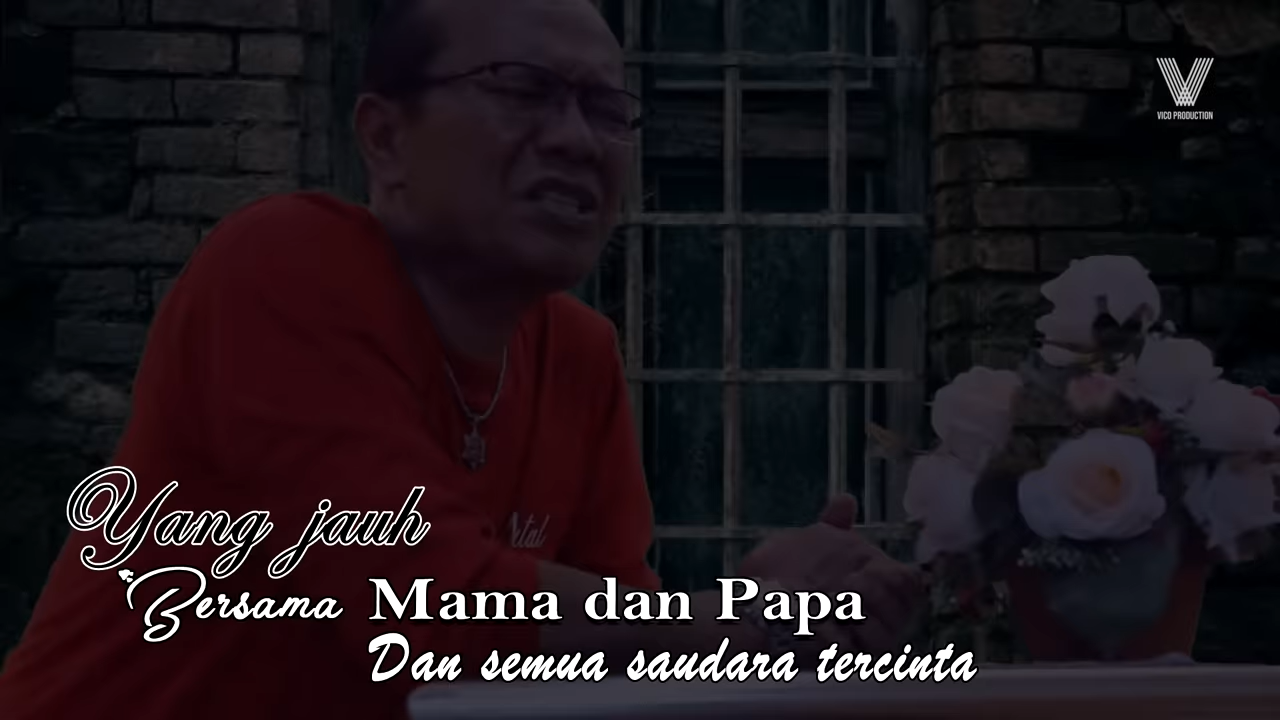 VICO PRODUCTION
Yang jauh
Bersama Mama dan Papa
Dan semua saudara tercinta